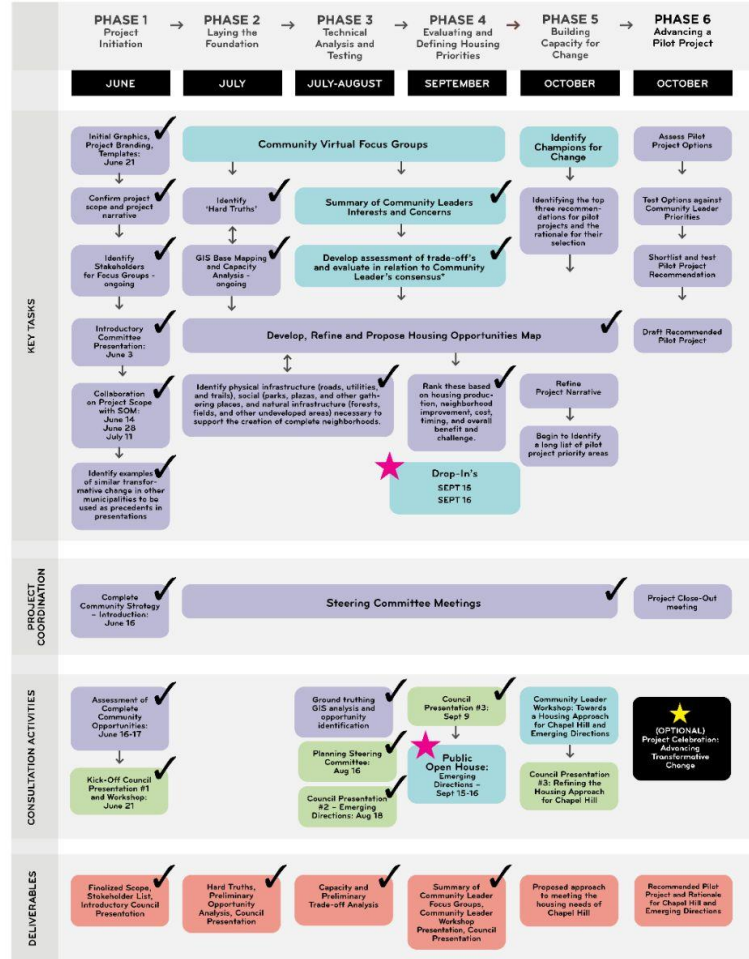 PHASE 1
Project
Initiation
PHASE 2
Laying the
Foundation
PHASE 3
Technical
Analysis and
Testing
PHASE 4
Evaluating and
Defining Housing
Priorities
PHASE 5
Building
Capacity for
Change
PHASE 6
Advancing a
Pilot Project
JUNE
JULY
JULY-AUGUST
SEPTEMBER
OCTOBER
OCTOBER
KEY TASKS
Initial Graphics,
Project Branding,
Templates:
June 21
Confirm project
scope and project
narrative
Identify
Stakeholders
for Focus Groups -
ongoing
Introductory
Committee
Presentation:
June 3
Collaboration
on Project Scope
with SOM:
June 14
June 28
July 11
Identify examples
of similar transfor-
mative change in other
municipalities to be
used as precedents in
presentations
Community Virtual Focus Groups
Identify
'Hard Truths'
GIS Base Mapping
and Capacity
Analysis -
ongoing
Summary of Community Leaders
Interests and Concerns
Develop assessment of trade-off's
and evaluate in relation to Community
Leader's consensus*
Develop, Refine and Propose Housing Opportunities Map
Identify physical infrastructure (roads, utilities,
and trails), social (parks, plazas, and other gath-
ering places, and natural infrastructure (forests,
fields, and other undeveloped areas) necessary to
support the creation of complete neighborhoods.
Rank these based
on housing
production,
neighborhood
improvement, cost,
timing, and overall
benefit and
challenge.
Drop-In's
SEPT 15
SEPT 16
Identify
Champions for
Change
Identifying the top
three recommen-
dations for pilot
projects and the
rationale for their
selection
Refine
Project Narrative
Begin to Identify
a long list of pilot
project priority areas
Assess Pilot
Project Options
Test Options against
Community Leader
Priorities
Shortlist and test
Pilot Project
Recommendation
Draft Recommended
Pilot Project
PROJECT
COORDINATION
Complete
Community Strategy
– Introduction:
June 16
Steering Committee Meetings
Project Close-Out
meeting
CONSULTATION ACTIVITIES
Assessment of
Complete
Community
Opportunities:
June 16-17
Kick-Off Council
Presentation #1
and Workshop:
June 21
Ground truthing
GIS analysis and
opportunity
identification
Planning Steering
Committee:
Aug 16
Council Presentation
#2 – Emerging
Directions: Aug 18
Council
Presentation #3:
Sept 9
Public
Open House:
Emerging
Directions –
Sept 15-16
Community Leader
Workshop: Towards
a Housing Approach
for Chapel Hill and
Emerging Directions
Council Presentation
#3: Refining the
Housing Approach
for Chapel Hill
(OPTIONAL)
Project Celebration:
Advancing
Transformative
Change
DELIVERABLES
Finalized Scope,
Stakeholder List,
Introductory Council
Presentation
Hard Truths,
Preliminary
Opportunity
Analysis, Council
Presentation
Capacity and
Preliminary
Trade-off Analysis
Summary of
Community Leader
Focus Groups,
Community Leader
Workshop
Presentation, Council
Presentation
Proposed approach
to meeting the
housing needs of
Chapel Hill
Recommended Pilot
Project and Rationale
for Chapel Hill and
Emerging Directions